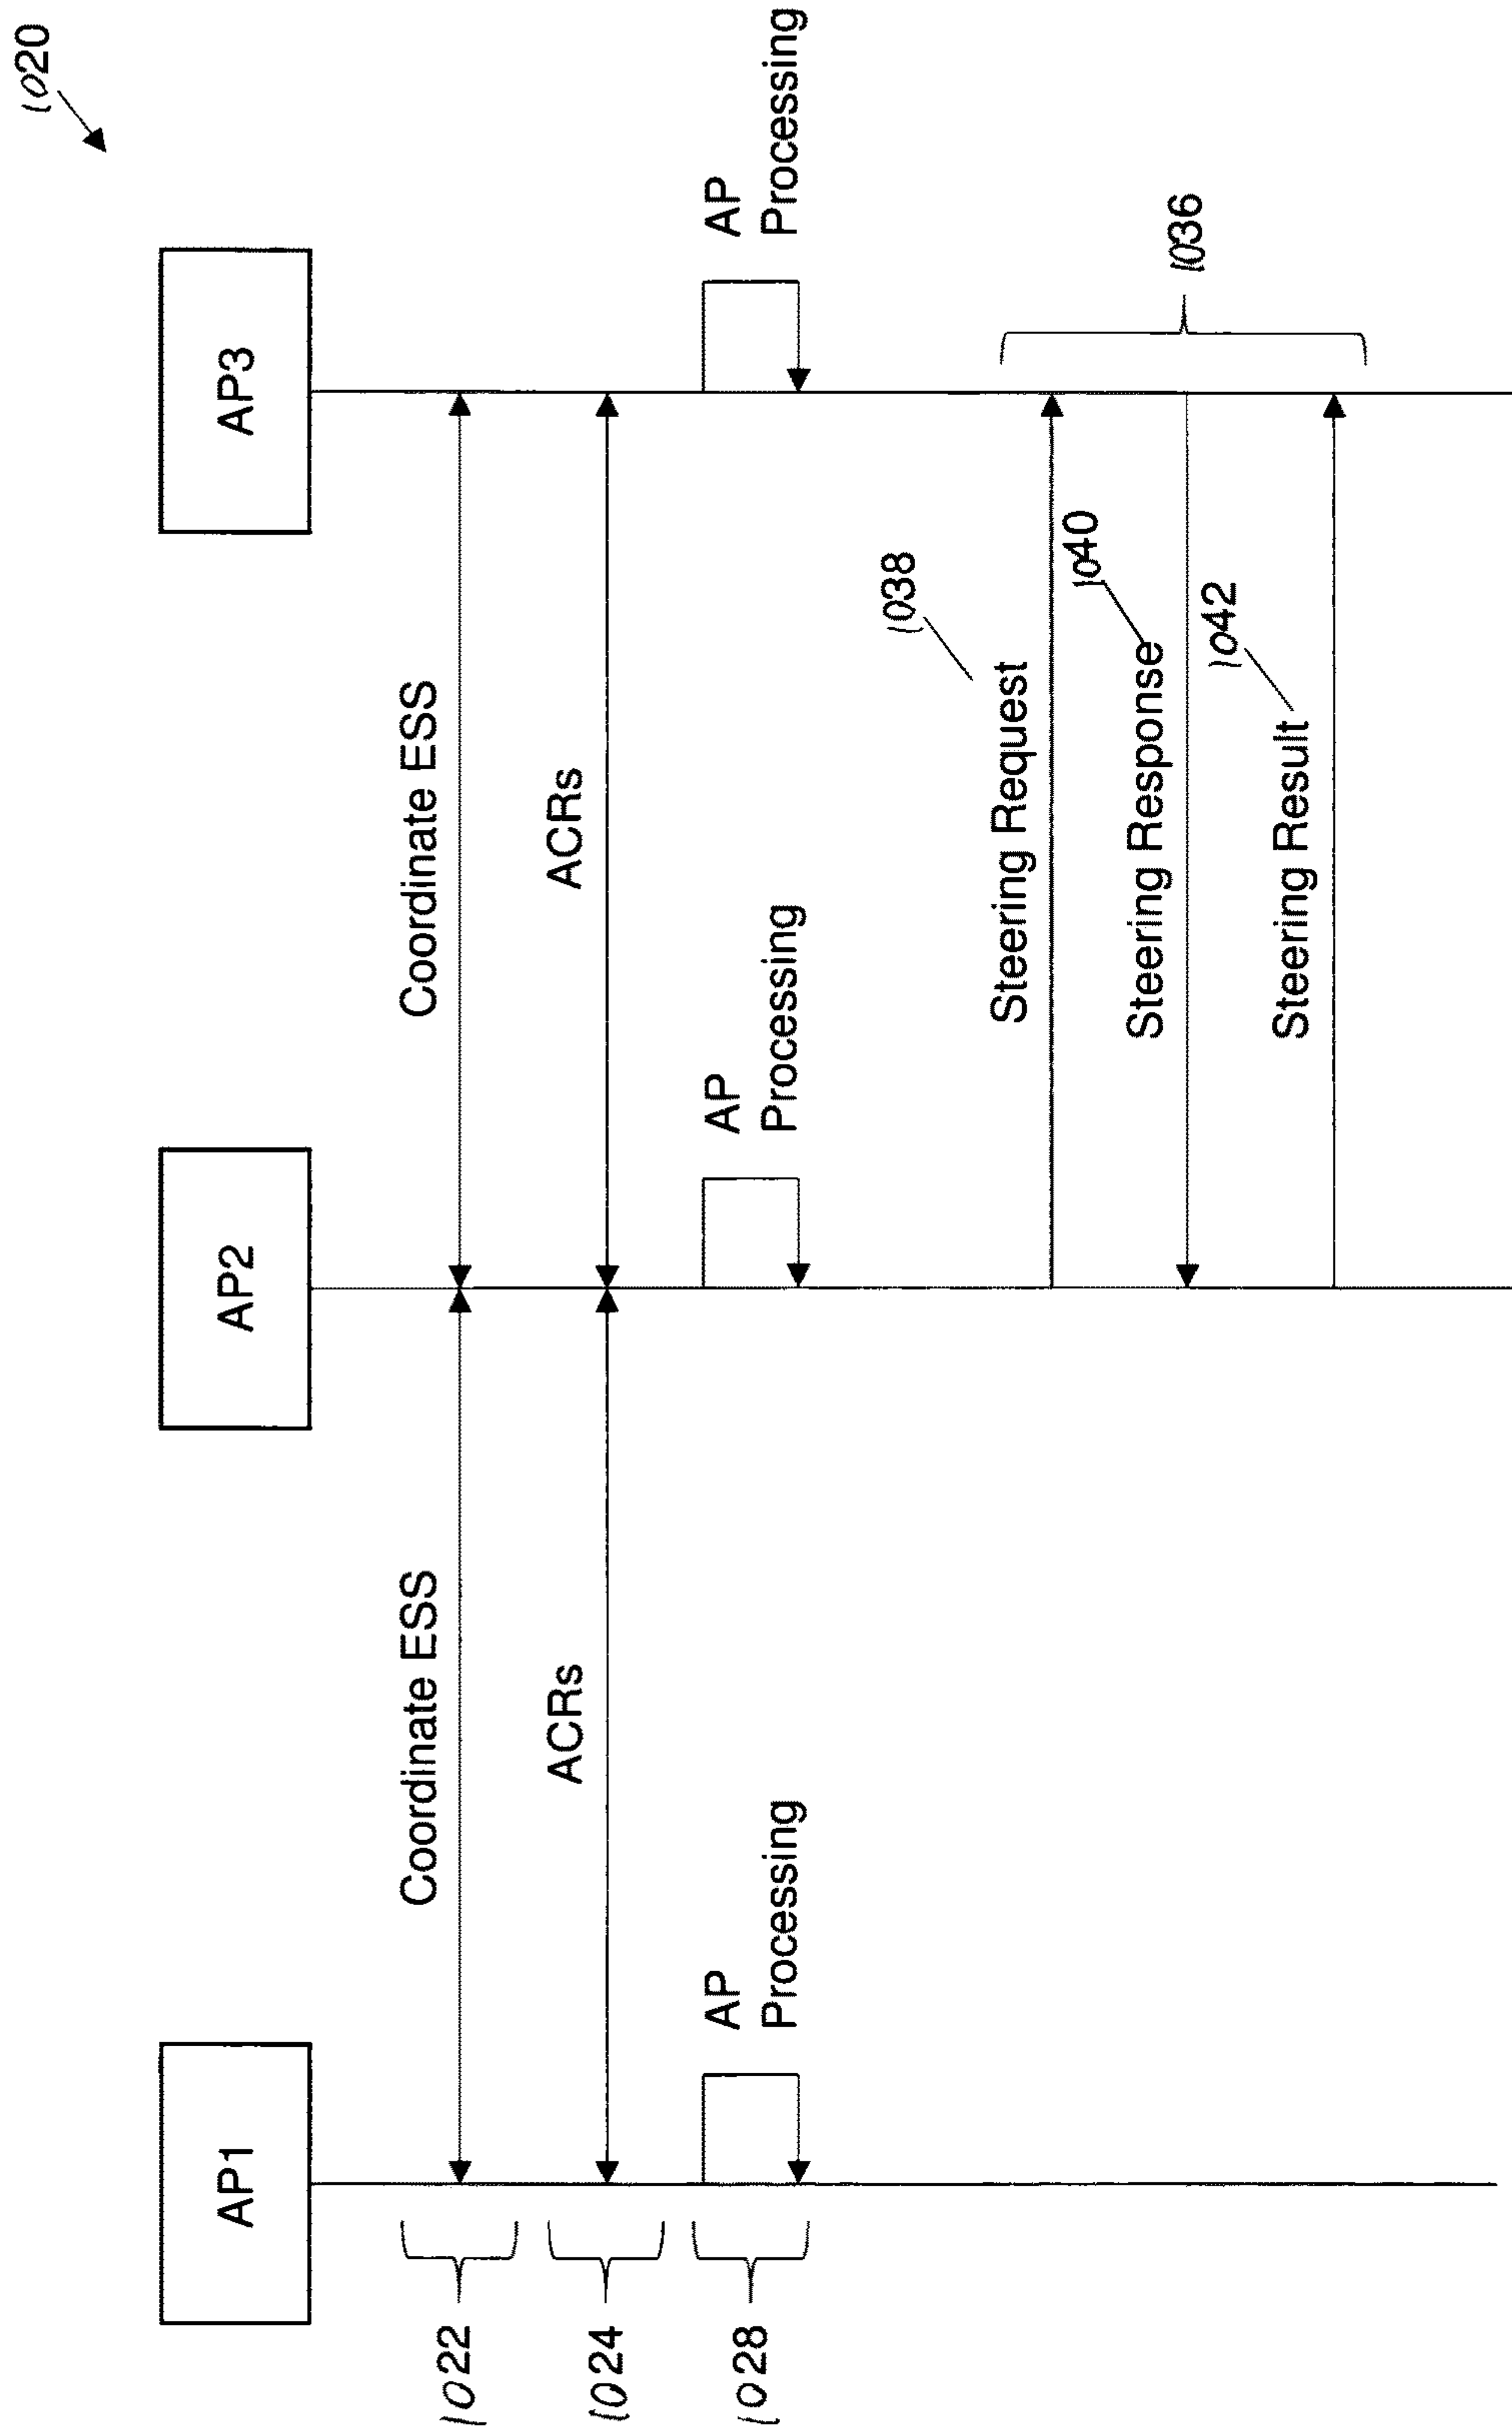 1020
AP1
AP2
AP3
1022
Coordinate ESS
Coordinate ESS
1024
ACRs
ACRs
1028
AP
Processing
AP
Processing
AP
Processing
1038
Steering Request
1040
Steering Response
1036
1042
Steering Result